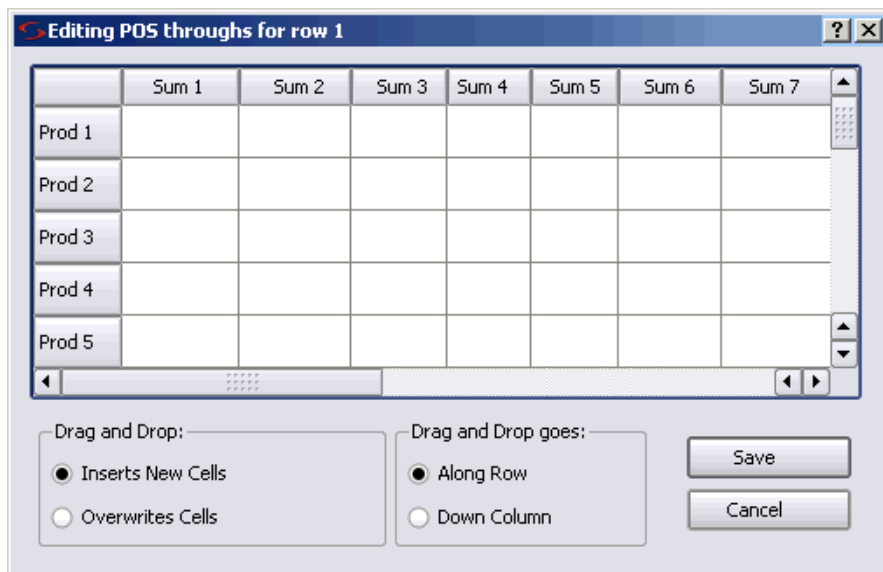 Editing POS throughs for row 1
Sum 1 Sum 2 Sum 3 Sum 4 Sum 5 Sum 6 Sum 7
Prod 1
Prod 2
Prod 3
Prod 4
Prod 5
Drag and Drop: Drag and Drop goes:
Inserts New Cells Along Row Save
Overwrites Cells Down Column Cancel